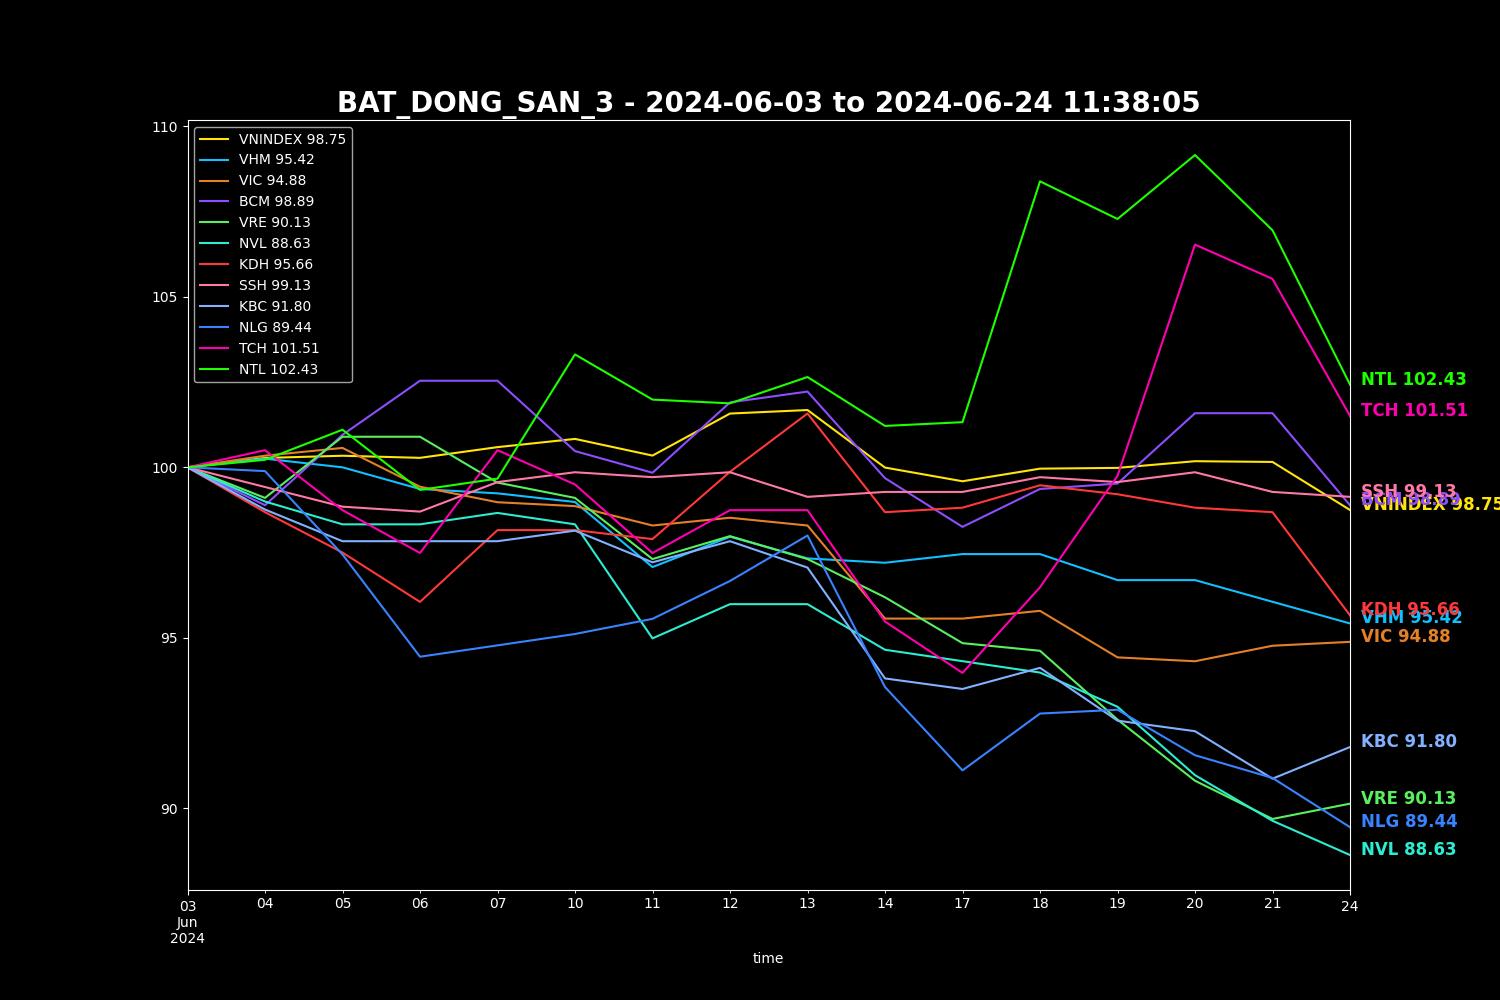 BAT_DONG_SAN_3 - 2024-06-03 to 2024-06-24 11:38:05
110
105
100
95
90
VNINDEX 98.75
VHM 95.42
VIC 94.88
BCM 98.89
VRE 90.13
NVL 88.63
KDH 95.66
SSH 99.13
KBC 91.80
NLG 89.44
TCH 101.51
NTL 102.43
NTL 102.43
TCH 101.51
SSH 99.13
BCM 98.89
VNINDEX 98.75
KDH 95.66
VHM 95.42
VIC 94.88
KBC 91.80
VRE 90.13
NLG 89.44
NVL 88.63
03 04 05 06 07 10 11 12 13 14 17 18 19 20 21 24
Jun
2024
time